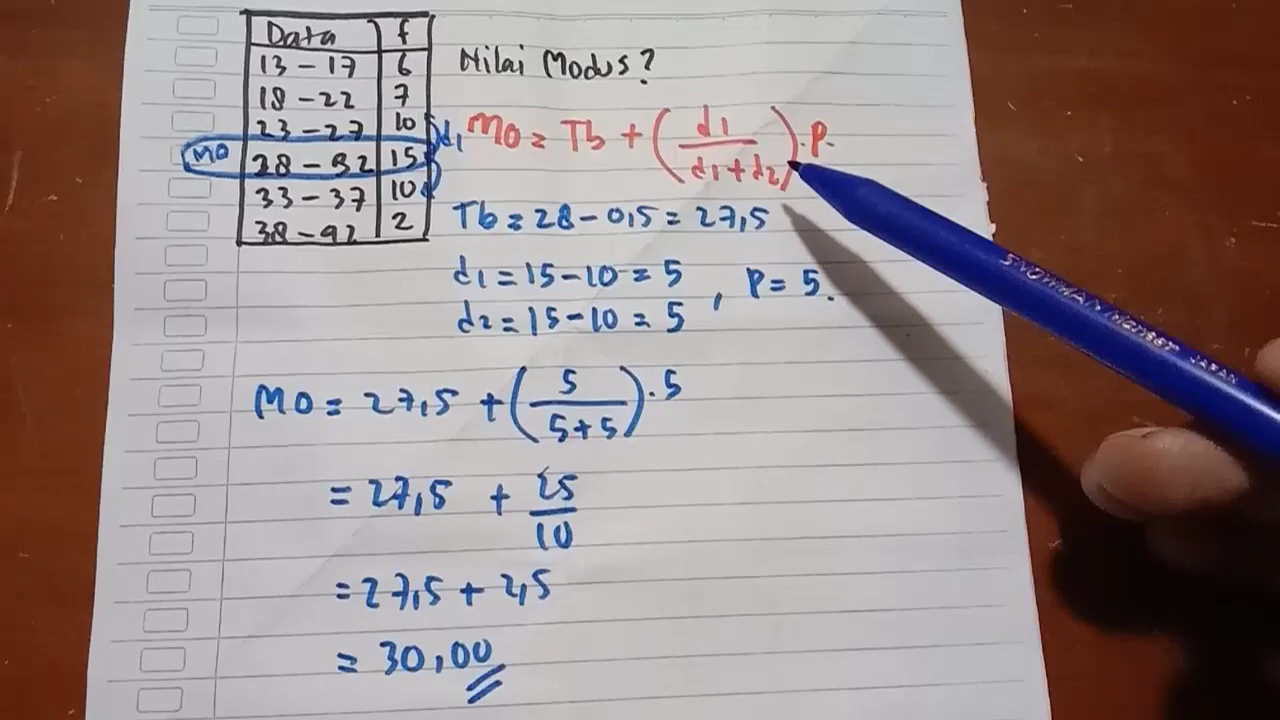 Data f
13 – 17 6
18 – 22 7
23 – 27 10
Mo 28 – 32 15
33 – 37 10
38 – 42 2
d1
Nilai Modus?
Mo = Tb + (d1 / (d1 + d2)) . P.
Tb = 28 – 0,5 = 27,5
d1 = 15 – 10 = 5
d2 = 15 – 10 = 5 , P = 5.
Mo = 27,5 + (5 / (5 + 5)) . 5
= 27,5 + 25 / 10
= 27,5 + 2,5
= 30,00
SNOWMAN MARKER JAPAN